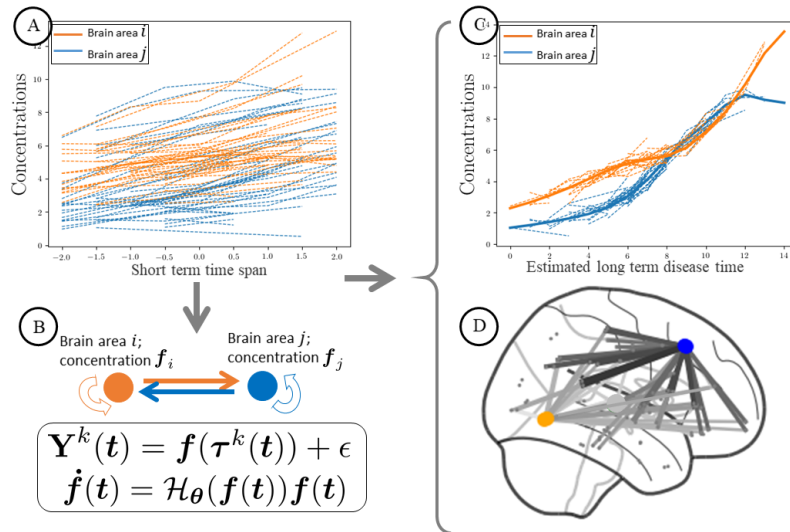 A
Brain area i
Brain area j
Concentrations
12
10
8
6
4
2
0
-2.0 -1.5 -1.0 -0.5 0.0 0.5 1.0 1.5 2.0
Short term time span
B
Brain area i;
concentration f_i
Brain area j;
concentration f_j
Y^k(t) = f(τ^k(t)) + ϵ
ḟ(t) = H_θ(f(t))f(t)
C
14
Brain area i
Brain area j
Concentrations
12
10
8
6
4
2
0
0 2 4 6 8 10 12 14
Estimated long term disease time
D